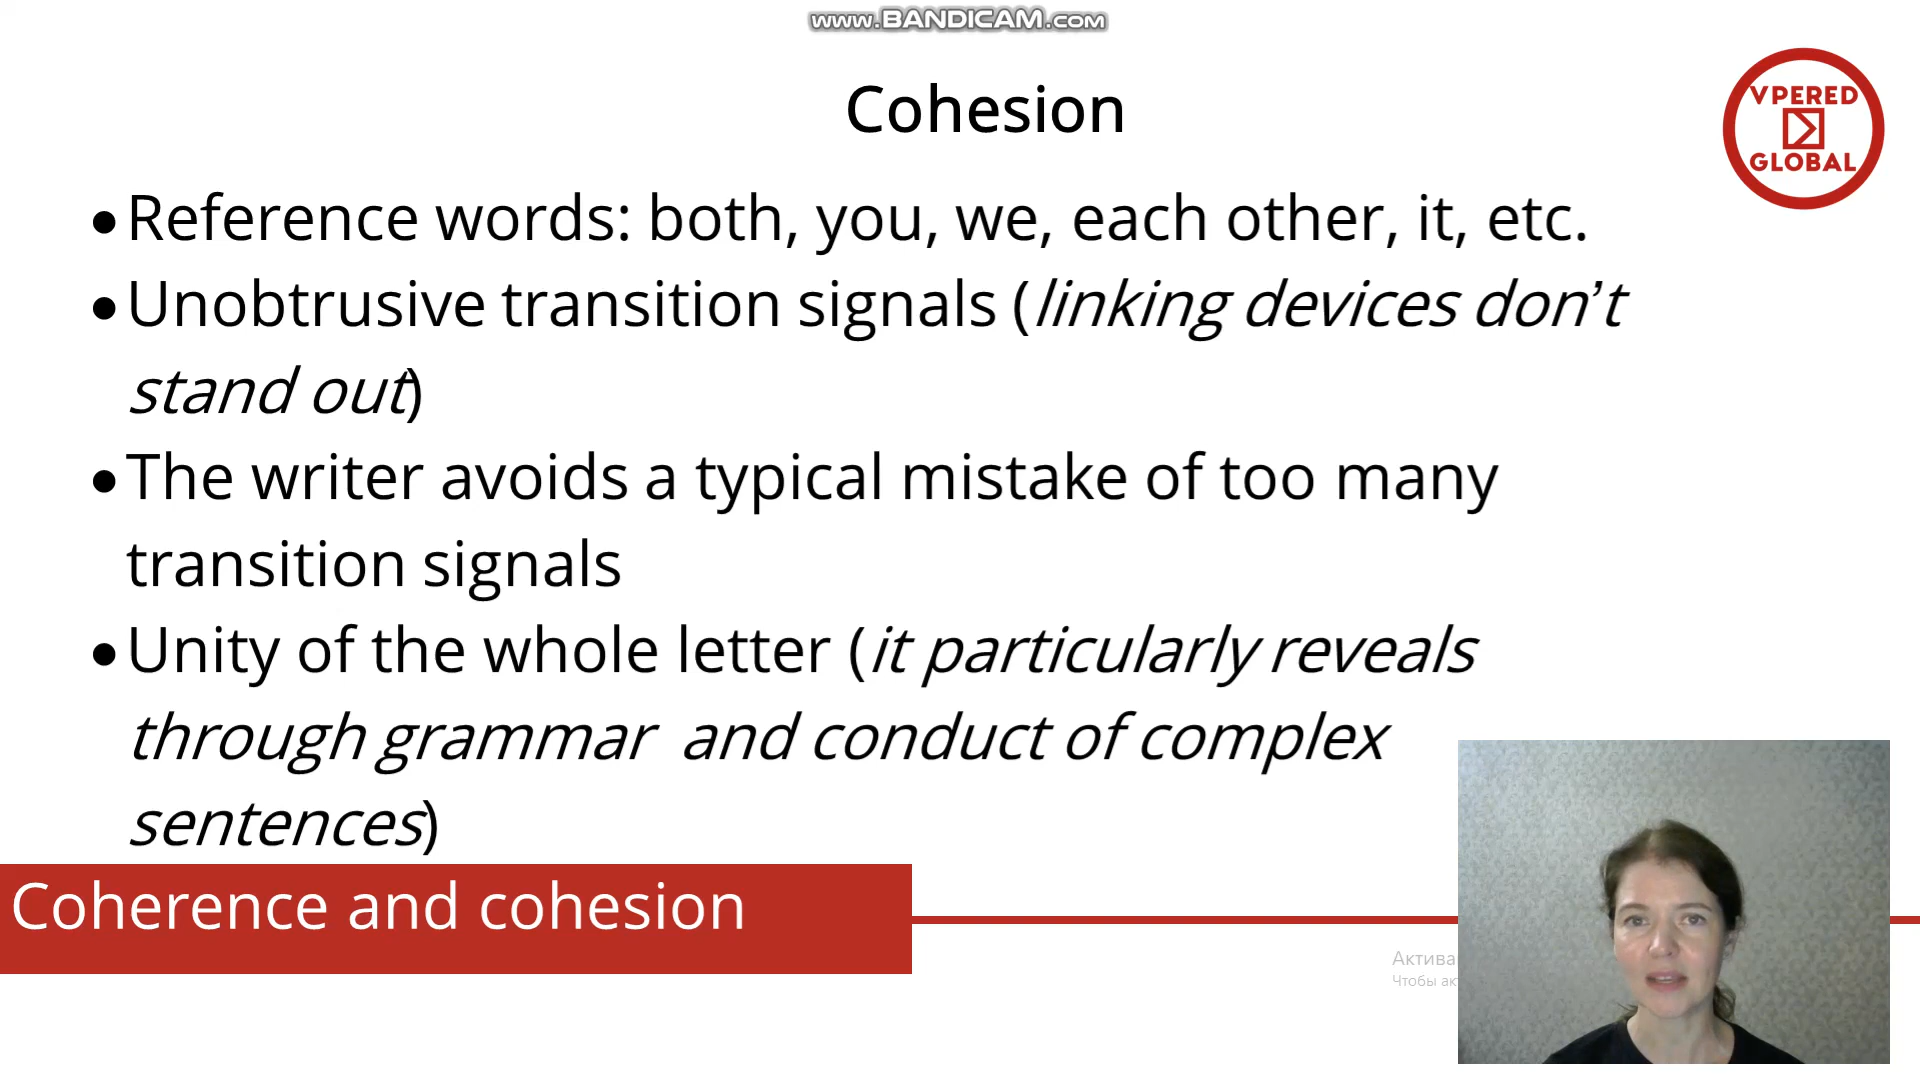 www.BANDICAM.com
Cohesion
VPERED
GLOBAL
•Reference words: both, you, we, each other, it, etc.
•Unobtrusive transition signals (linking devices don’t
stand out)
•The writer avoids a typical mistake of too many
transition signals
•Unity of the whole letter (it particularly reveals
through grammar  and conduct of complex
sentences)
Coherence and cohesion
Актива
Чтобы ак